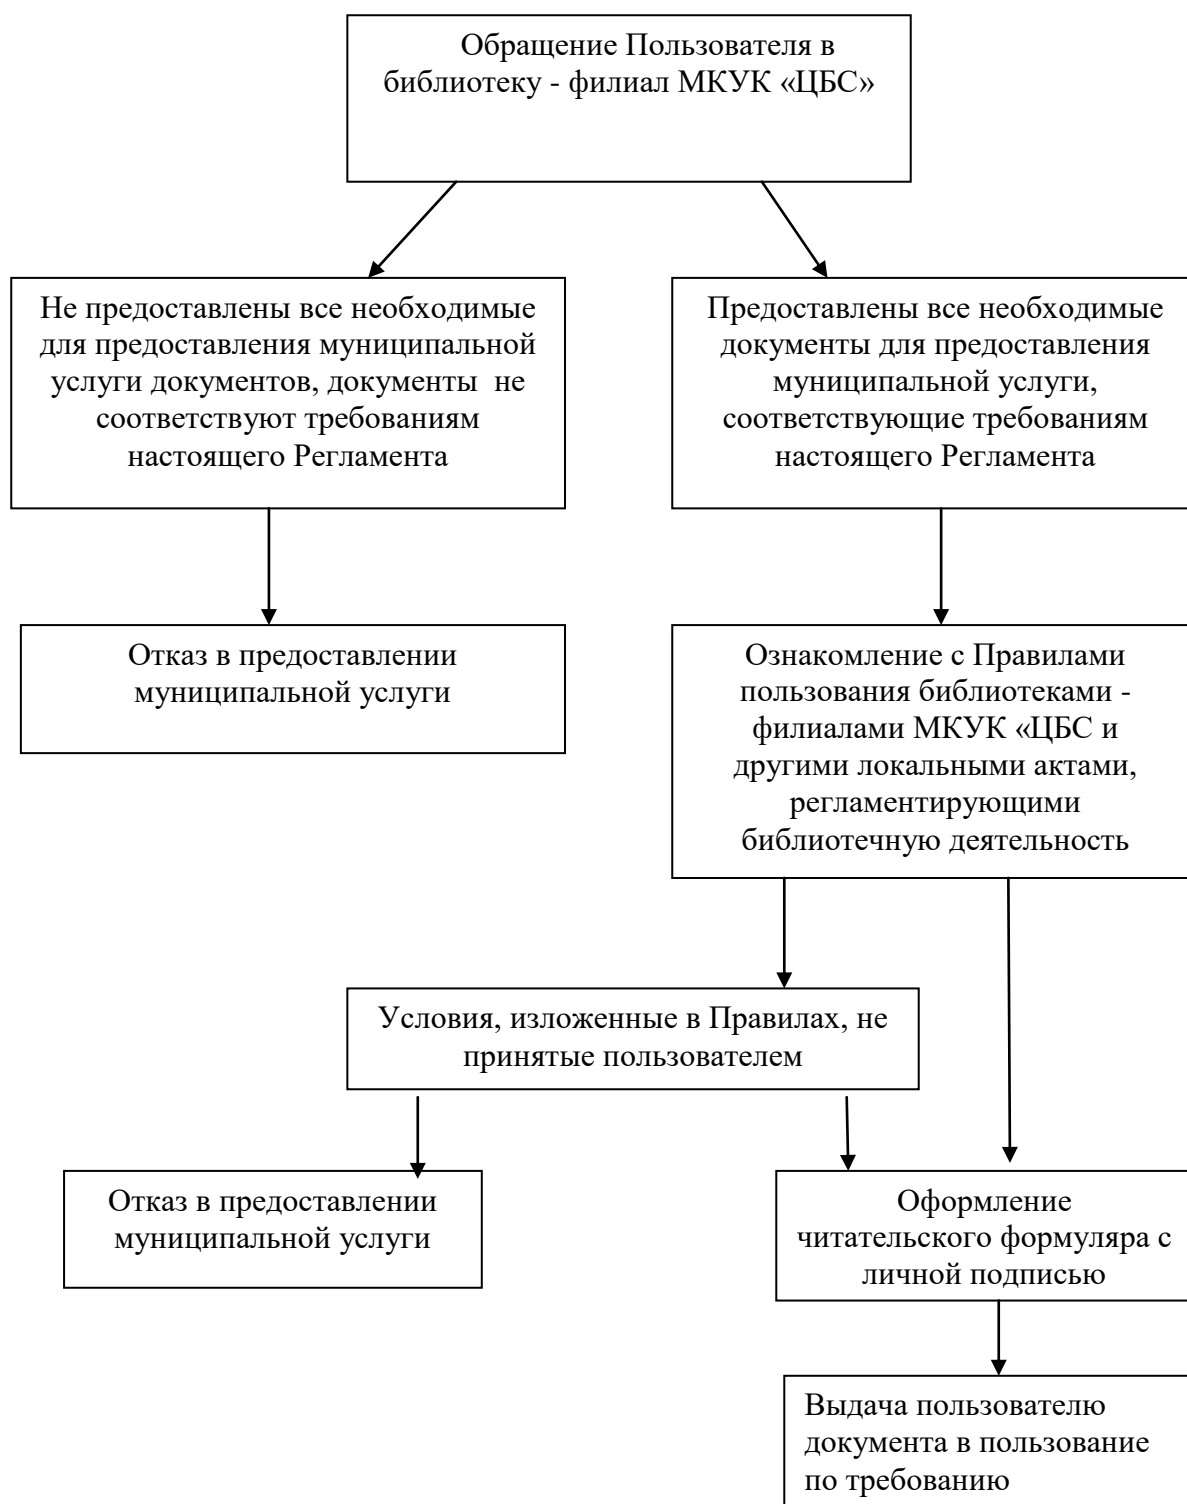 Обращение Пользователя в
библиотеку - филиал МКУК «ЦБС»
Не предоставлены все необходимые
для предоставления муниципальной
услуги документов, документы не
соответствуют требованиям
настоящего Регламента
Предоставлены все необходимые
документы для предоставления
муниципальной услуги,
соответствующие требованиям
настоящего Регламента
Отказ в предоставлении
муниципальной услуги
Ознакомление с Правилами
пользования библиотеками -
филиалами МКУК «ЦБС и
другими локальными актами,
регламентирующими
библиотечную деятельность
Условия, изложенные в Правилах, не
принятые пользователем
Отказ в предоставлении
муниципальной услуги
Оформление
читательского формуляра с
личной подписью
Выдача пользователю
документа в пользование
по требованию